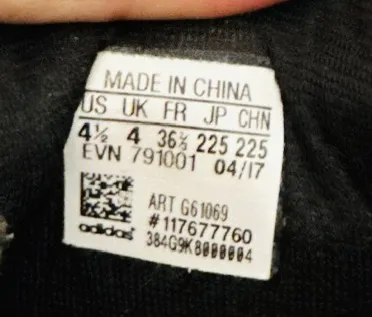 MADE IN CHINA
US UK FR JP CHN
4½ 4 36⅔ 225 225
EVN 791001 04/17
ART G61069
#117677760
adidas 384G9K8000004